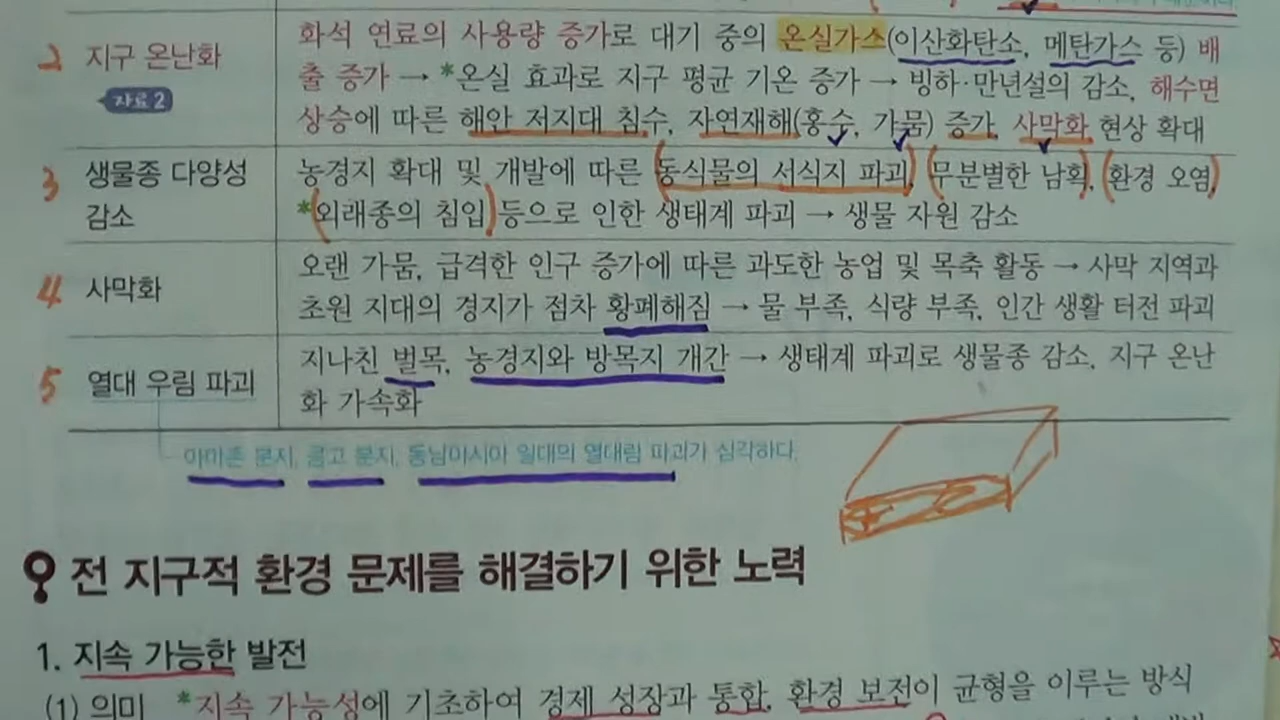 2 지구 온난화
자료 2
화석 연료의 사용량 증가로 대기 중의 온실가스(이산화탄소, 메탄가스 등) 배
출 증가 → *온실 효과로 지구 평균 기온 증가 → 빙하·만년설의 감소, 해수면
상승에 따른 해안 저지대 침수, 자연재해(홍수, 가뭄) 증가, 사막화 현상 확대
3 생물종 다양성
감소
농경지 확대 및 개발에 따른 동식물의 서식지 파괴, 무분별한 남획, 환경 오염,
*외래종의 침입 등으로 인한 생태계 파괴 → 생물 자원 감소
4 사막화
오랜 가뭄, 급격한 인구 증가에 따른 과도한 농업 및 목축 활동 → 사막 지역과
초원 지대의 경지가 점차 황폐해짐 → 물 부족, 식량 부족, 인간 생활 터전 파괴
5 열대 우림 파괴
지나친 벌목, 농경지와 방목지 개간 → 생태계 파괴로 생물종 감소, 지구 온난
화 가속화
아마존 분지, 콩고 분지, 동남아시아 일대의 열대림 파괴가 심각하다.
전 지구적 환경 문제를 해결하기 위한 노력
1. 지속 가능한 발전
(1) 의미 *지속 가능성에 기초하여 경제 성장과 통합, 환경 보전이 균형을 이루는 방식